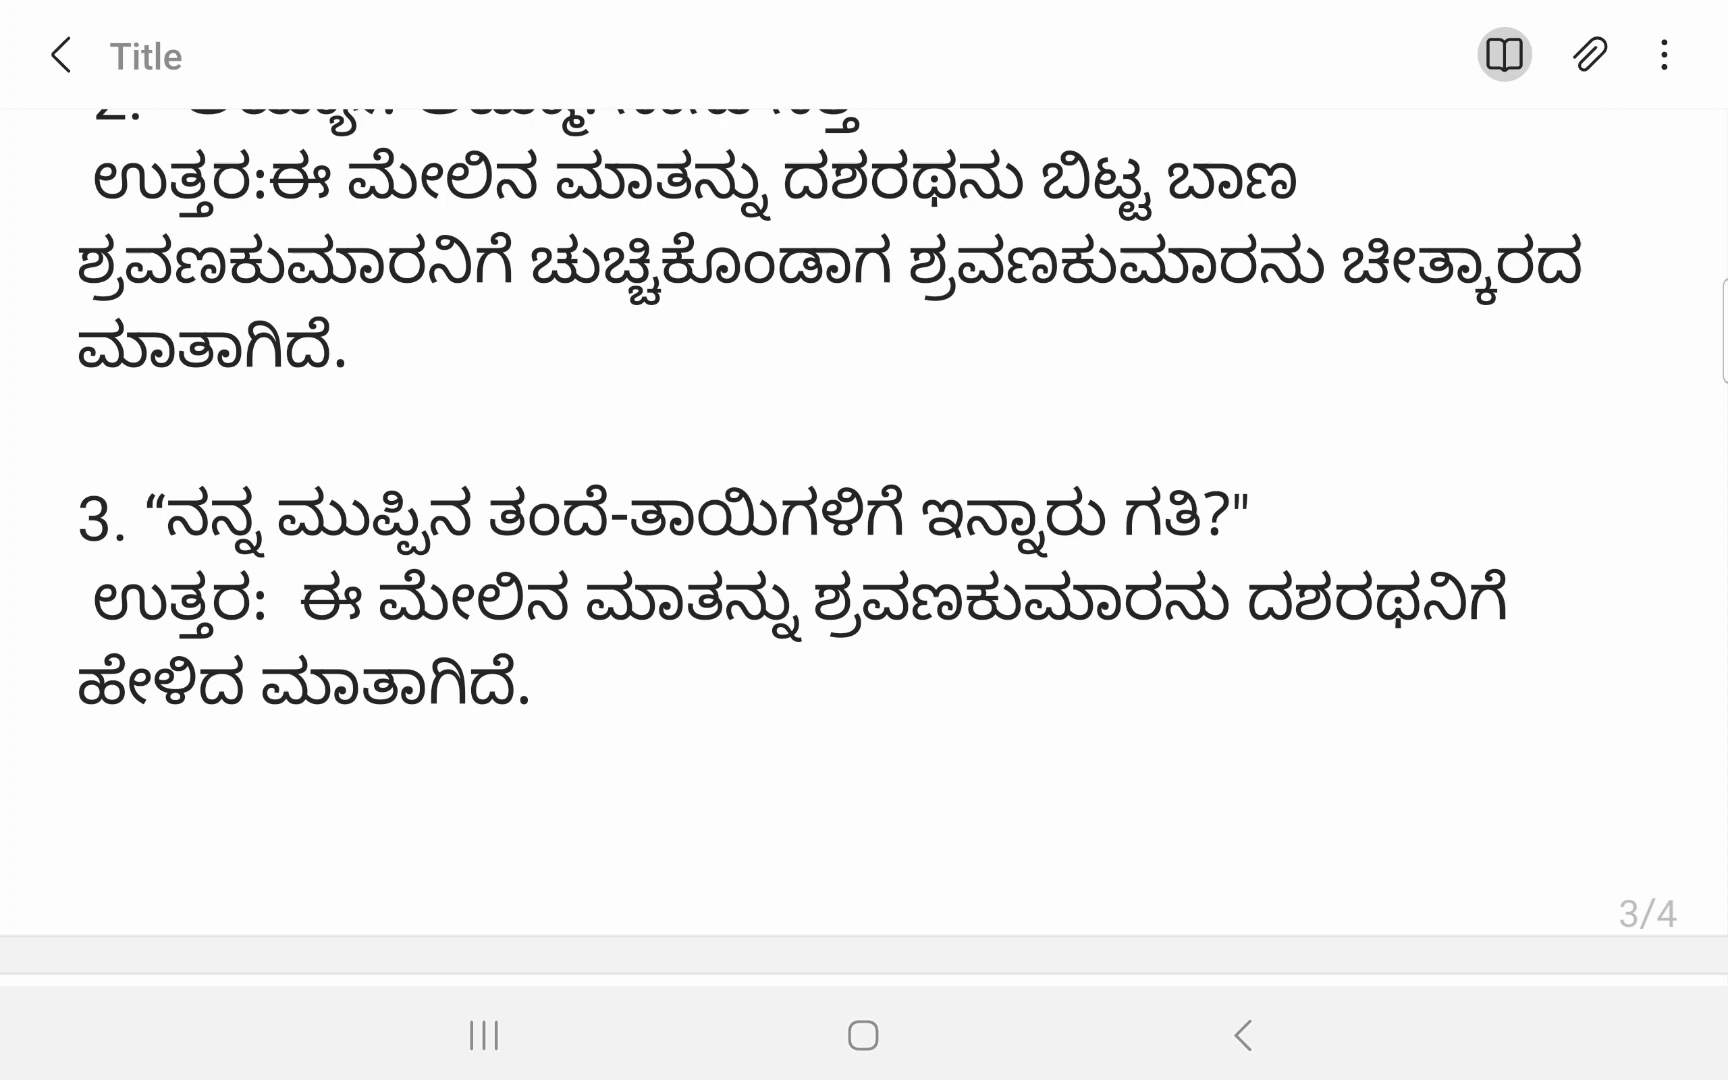 Title
2.
ಉತ್ತರ:ಈ ಮೇಲಿನ ಮಾತನ್ನು ದಶರಥನು ಬಿಟ್ಟ ಬಾಣ
ಶ್ರವಣಕುಮಾರನಿಗೆ ಚುಚ್ಚಿಕೊಂಡಾಗ ಶ್ರವಣಕುಮಾರನು ಚೀತ್ಕಾರದ
ಮಾತಾಗಿದೆ.
3. “ನನ್ನ ಮುಪ್ಪಿನ ತಂದೆ-ತಾಯಿಗಳಿಗೆ ಇನ್ನಾರು ಗತಿ?"
ಉತ್ತರ: ಈ ಮೇಲಿನ ಮಾತನ್ನು ಶ್ರವಣಕುಮಾರನು ದಶರಥನಿಗೆ
ಹೇಳಿದ ಮಾತಾಗಿದೆ.
3/4